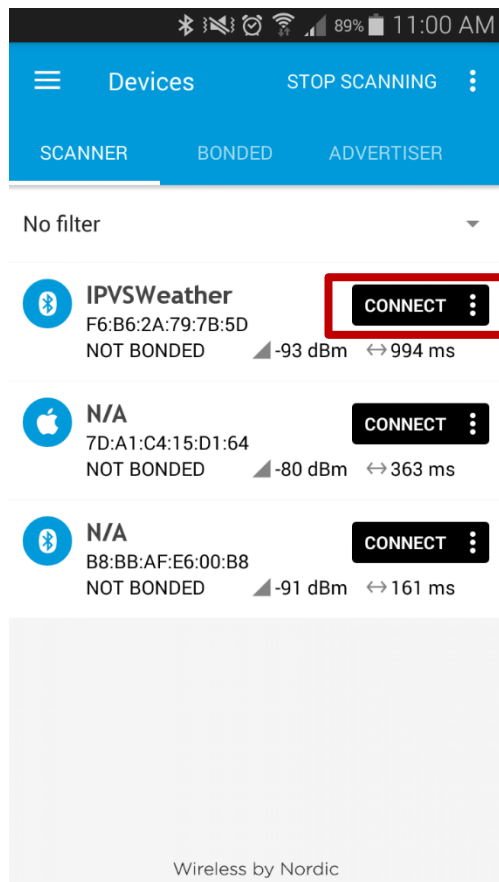 89% 11:00 AM
Devices STOP SCANNING
SCANNER BONDED ADVERTISER
No filter
IPVSWeather
CONNECT
F6:B6:2A:79:7B:5D
NOT BONDED -93 dBm 994 ms
N/A
CONNECT
7D:A1:C4:15:D1:64
NOT BONDED -80 dBm 363 ms
N/A
CONNECT
B8:BB:AF:E6:00:B8
NOT BONDED -91 dBm 161 ms
Wireless by Nordic